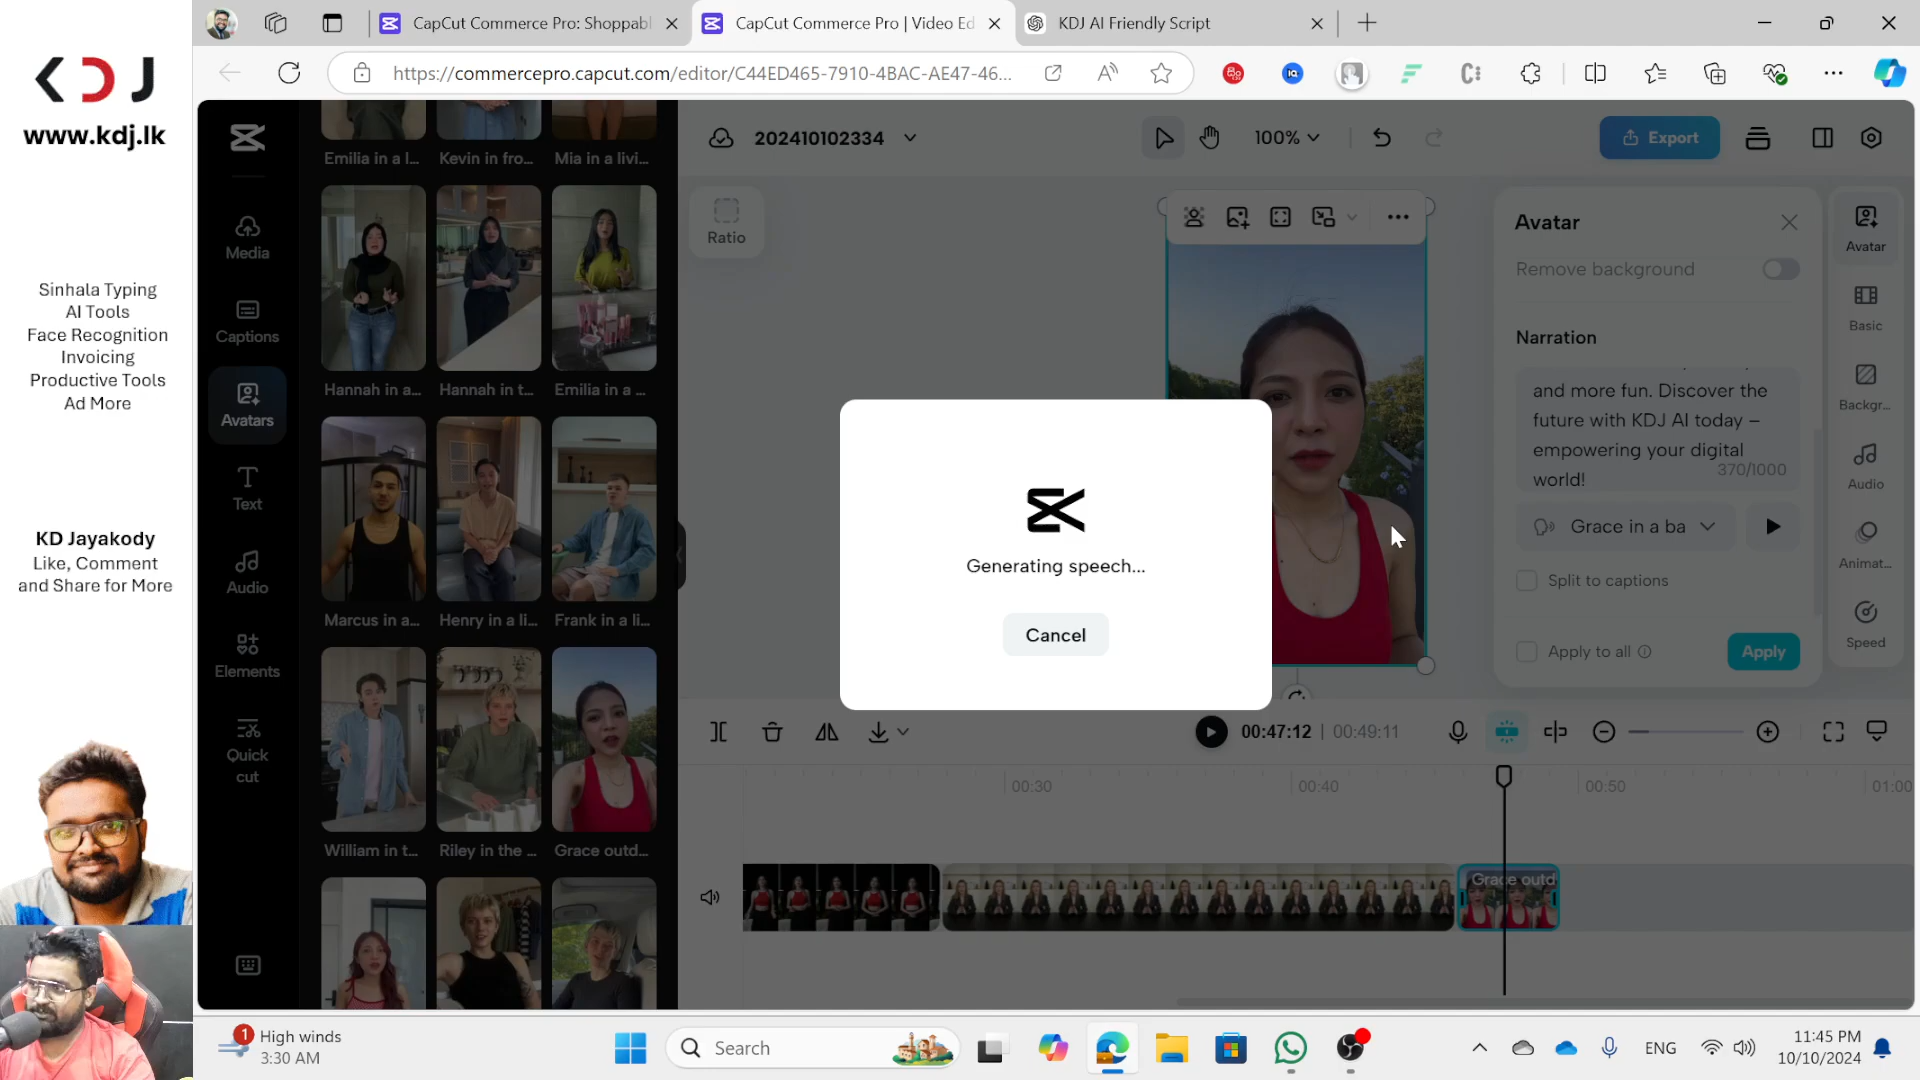 KDJ
www.kdj.lk
Sinhala Typing
AI Tools
Face Recognition
Invoicing
Productive Tools
Ad More
KD Jayakody
Like, Comment
and Share for More
CapCut Commerce Pro: Shoppabl
CapCut Commerce Pro | Video Ed
KDJ AI Friendly Script
https://commercepro.capcut.com/editor/C44ED465-7910-4BAC-AE47-46...
Media
Captions
Avatars
Text
Audio
Elements
Quick
cut
Emilia in a l...
Kevin in fro...
Mia in a livi...
Hannah in a...
Hannah in t...
Emilia in a ...
Marcus in a...
Henry in a li...
Frank in a li...
William in t...
Riley in the ...
Grace outd...
202410102334
100%
Export
Ratio
Generating speech...
Cancel
Avatar
Remove background
Narration
and more fun. Discover the
future with KDJ AI today –
empowering your digital
world!
370/1000
Grace in a ba
Split to captions
Apply to all
Apply
Avatar
Basic
Backgr...
Audio
Animat...
Speed
00:47:12 | 00:49:11
00:30
00:40
00:50
01:00
Grace outd
1
High winds
3:30 AM
Search
ENG
11:45 PM
10/10/2024